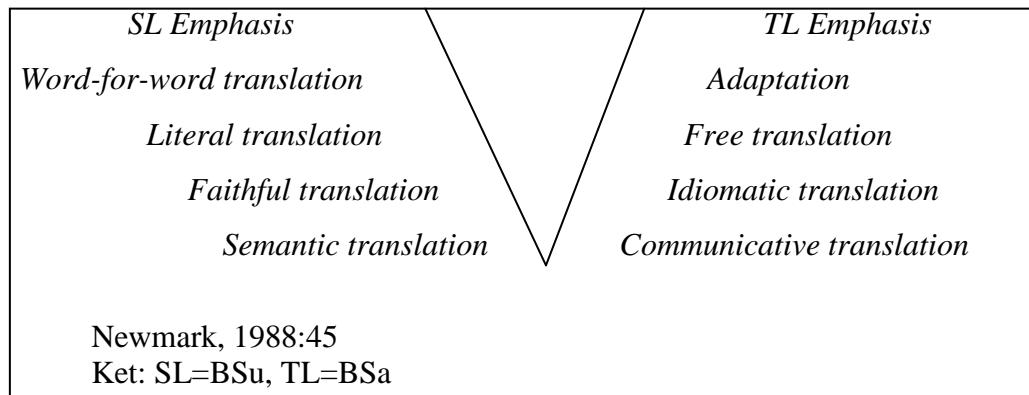 SL Emphasis TL Emphasis
Word-for-word translation Adaptation
Literal translation Free translation
Faithful translation Idiomatic translation
Semantic translation Communicative translation
Newmark, 1988:45
Ket: SL=BSu, TL=BSa